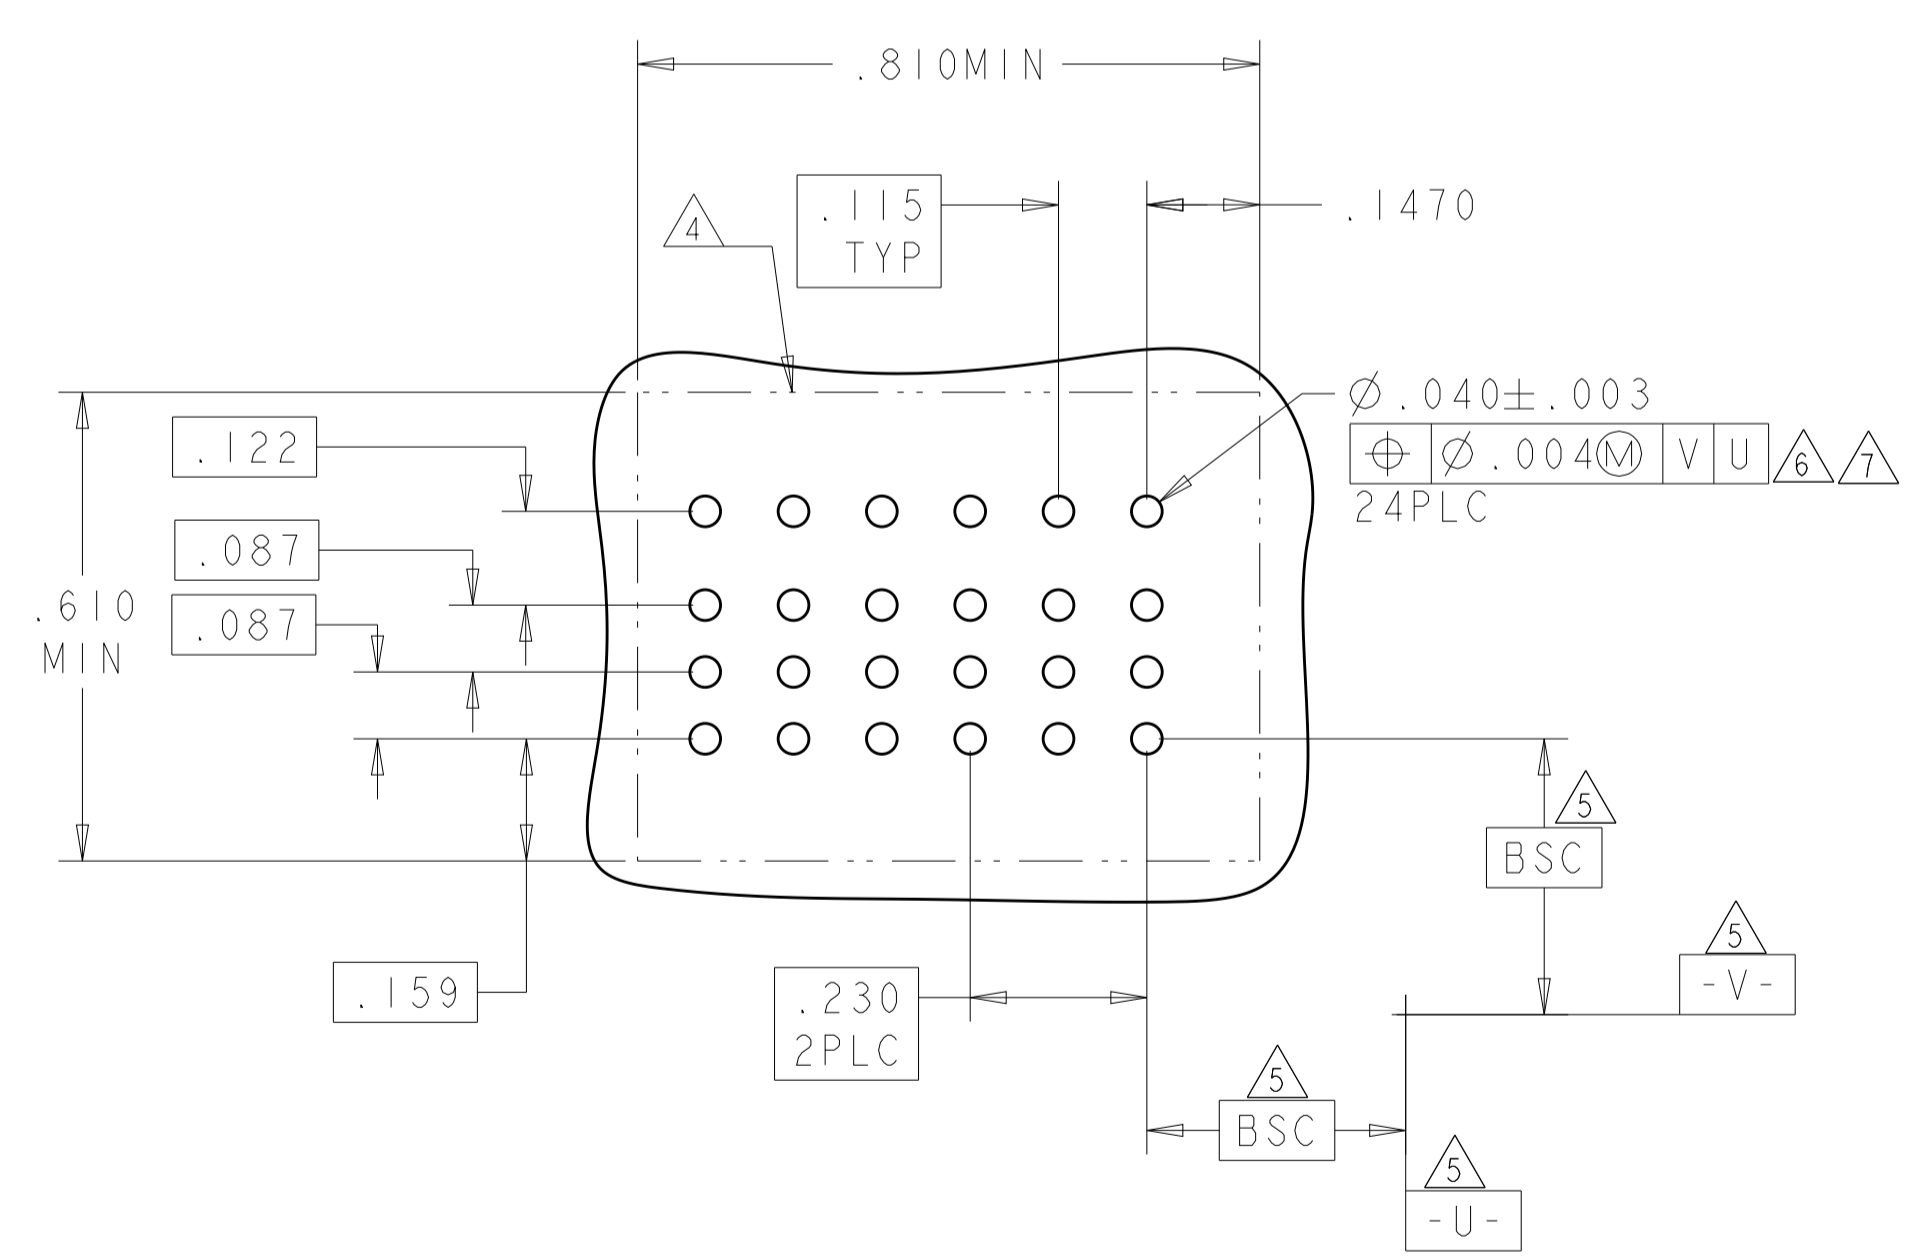 .810MIN
.115
TYP
.1470
4
Ø.040±.003
⌖ Ø.004Ⓜ V U 6 7
24PLC
.122
.087
.087
.610
MIN
5
BSC
.159
.230
2PLC
5
-V-
5
BSC
5
-U-